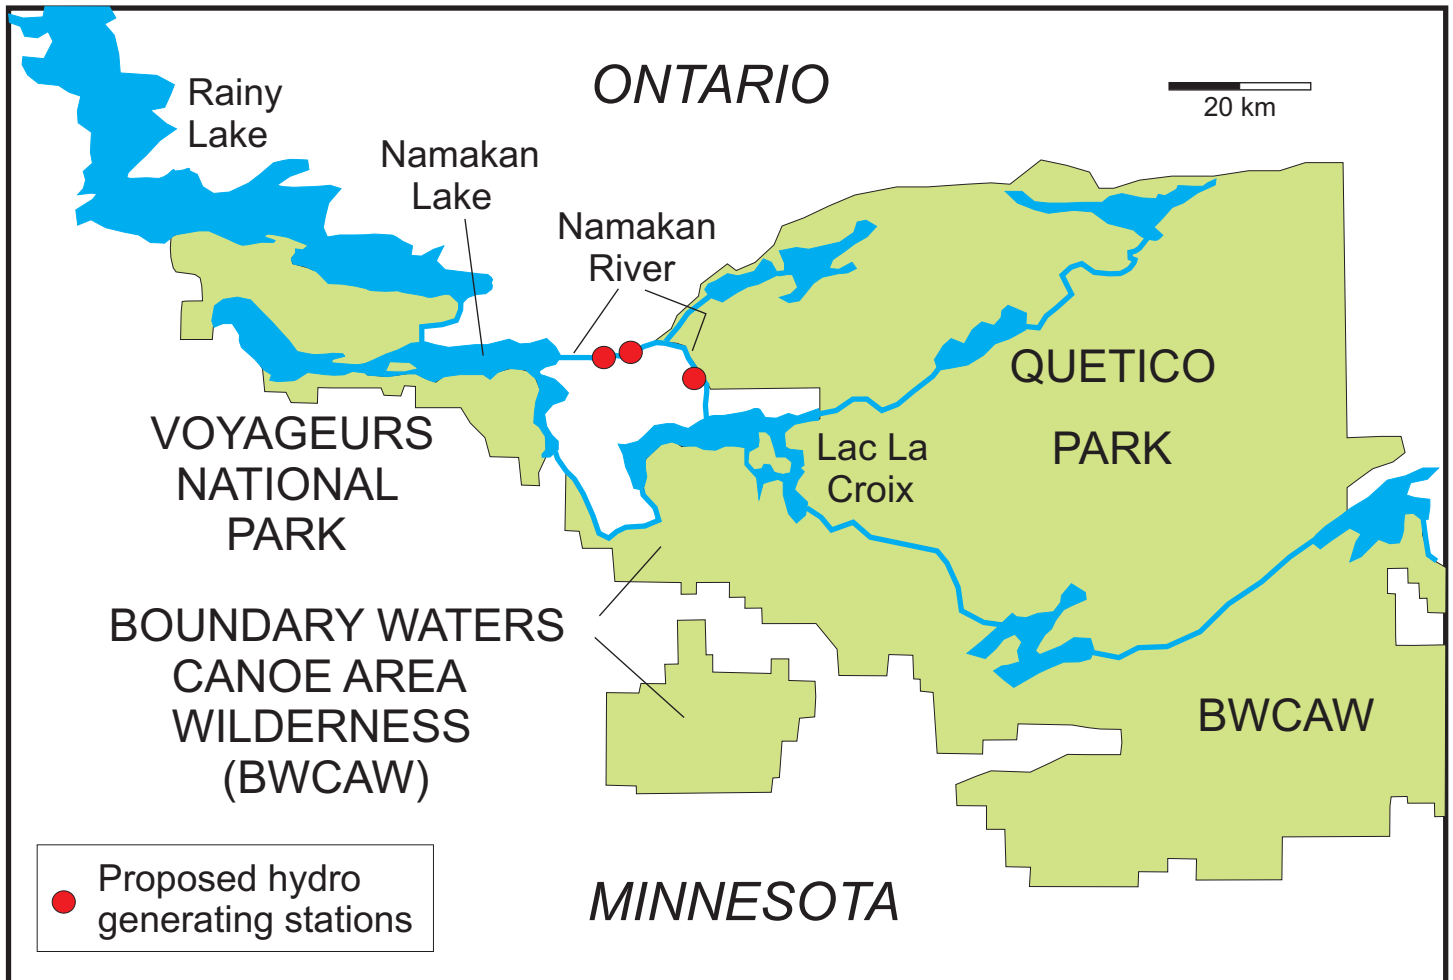 ONTARIO
20 km
Rainy
Lake
Namakan
Lake
Namakan
River
QUETICO
PARK
Lac La
Croix
VOYAGEURS
NATIONAL
PARK
BOUNDARY WATERS
CANOE AREA
WILDERNESS
(BWCAW)
BWCAW
MINNESOTA
Proposed hydro
generating stations